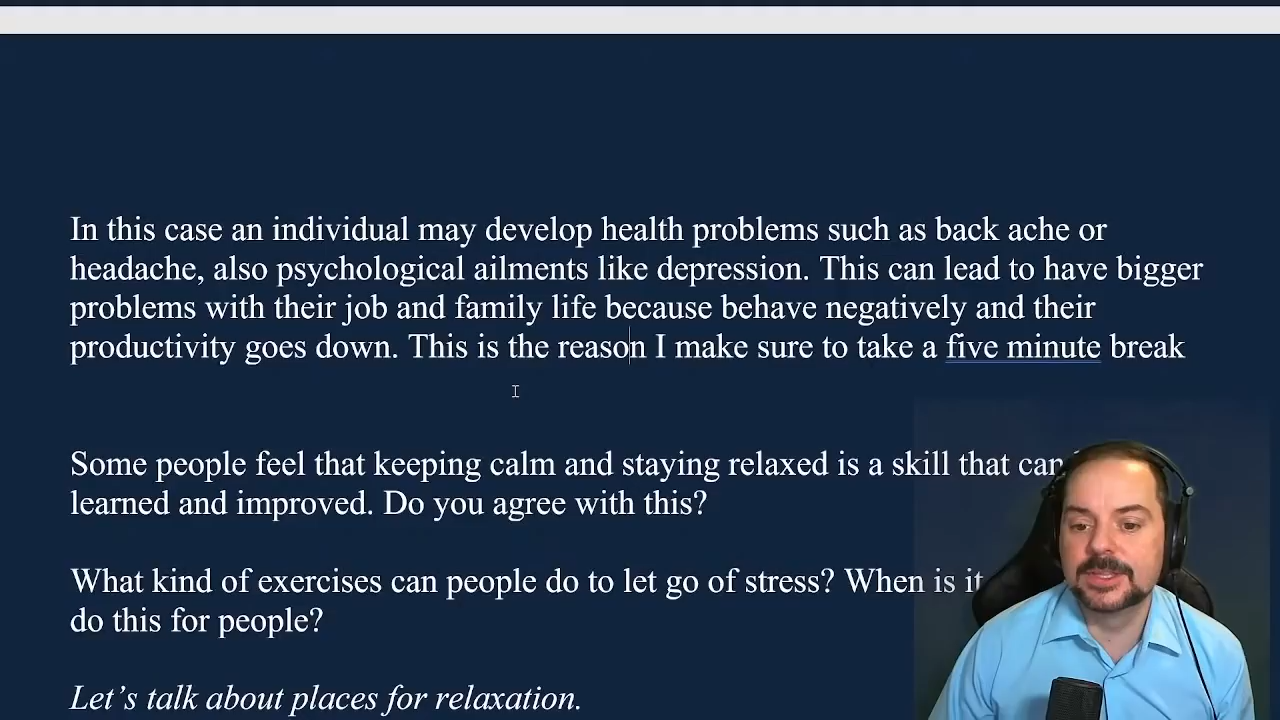 In this case an individual may develop health problems such as back ache or
headache, also psychological ailments like depression. This can lead to have bigger
problems with their job and family life because behave negatively and their
productivity goes down. This is the reason I make sure to take a five minute break
Some people feel that keeping calm and staying relaxed is a skill that can
learned and improved. Do you agree with this?
What kind of exercises can people do to let go of stress? When is it
do this for people?
Let’s talk about places for relaxation.